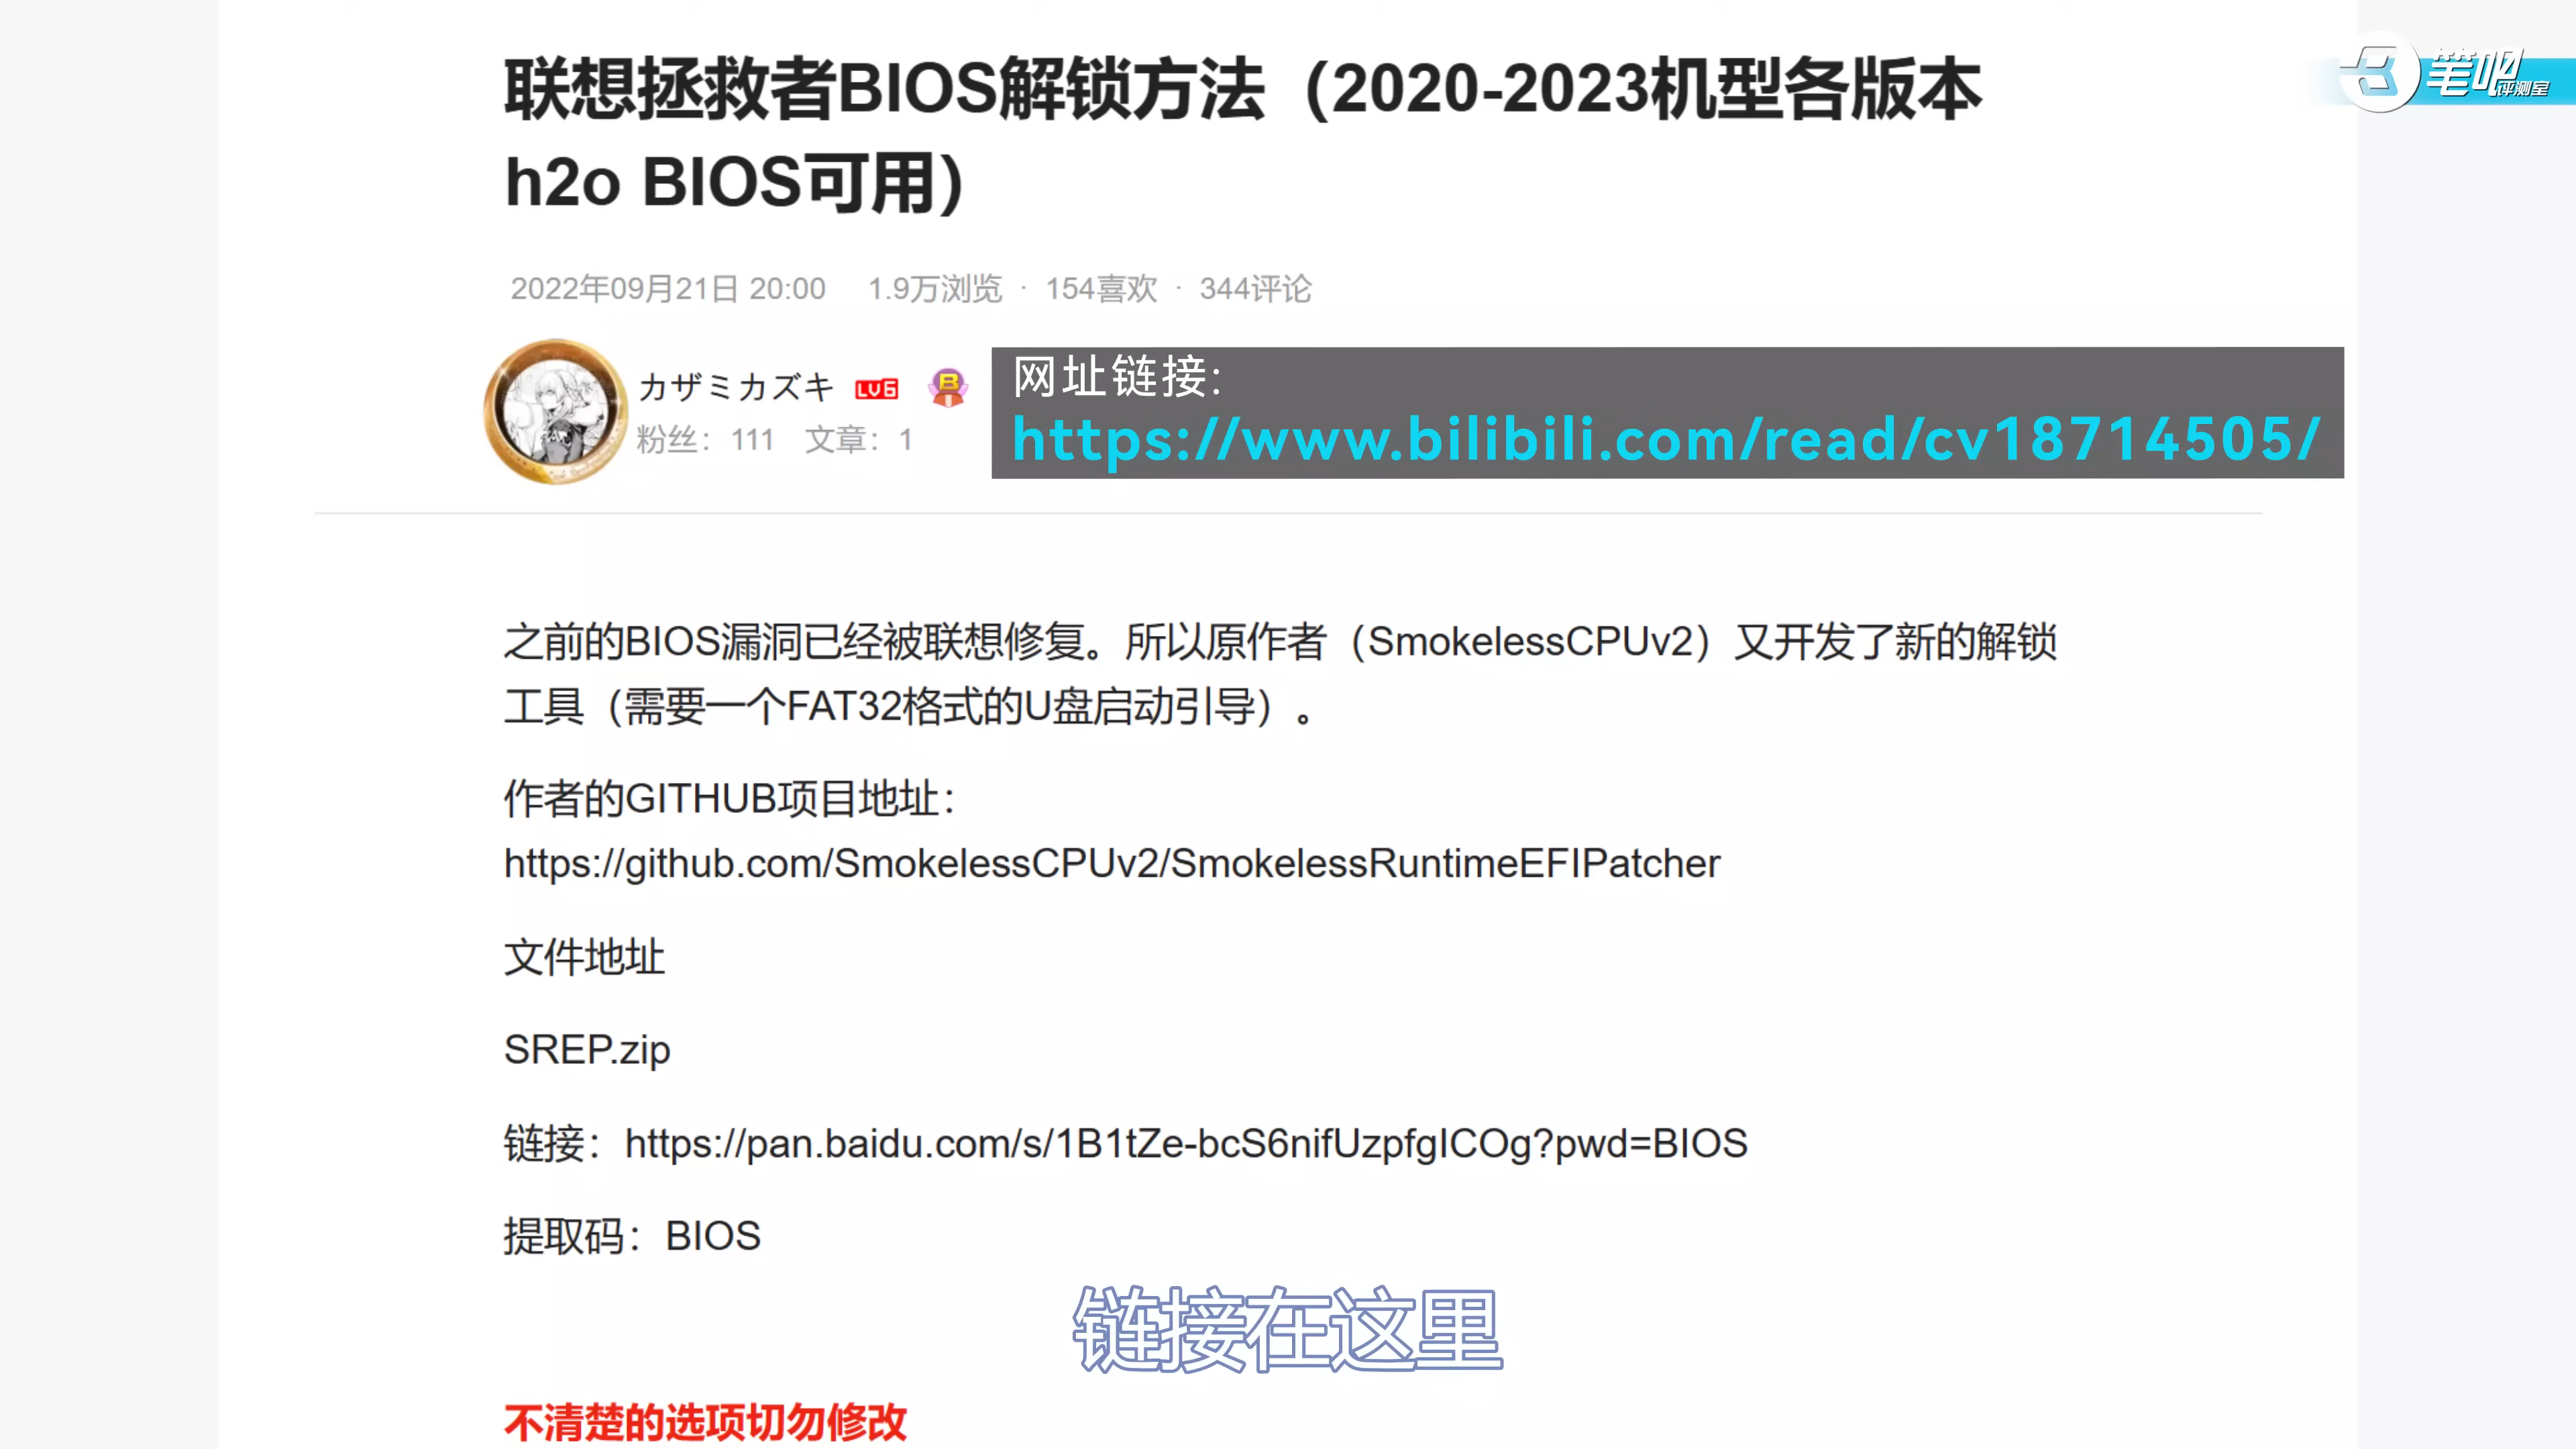 联想拯救者BIOS解锁方法（2020-2023机型各版本
h2o BIOS可用）
笔吧评测室
2022年09月21日 20:00 1.9万浏览 · 154喜欢 · 344评论
カザミカズキ LV6 B
粉丝：111 文章：1
网址链接:
https://www.bilibili.com/read/cv18714505/
之前的BIOS漏洞已经被联想修复。所以原作者（SmokelessCPUv2）又开发了新的解锁
工具（需要一个FAT32格式的U盘启动引导）。
作者的GITHUB项目地址：
https://github.com/SmokelessCPUv2/SmokelessRuntimeEFIPatcher
文件地址
SREP.zip
链接：https://pan.baidu.com/s/1B1tZe-bcS6nifUzpfgICOg?pwd=BIOS
提取码：BIOS
链接在这里
不清楚的选项切勿修改